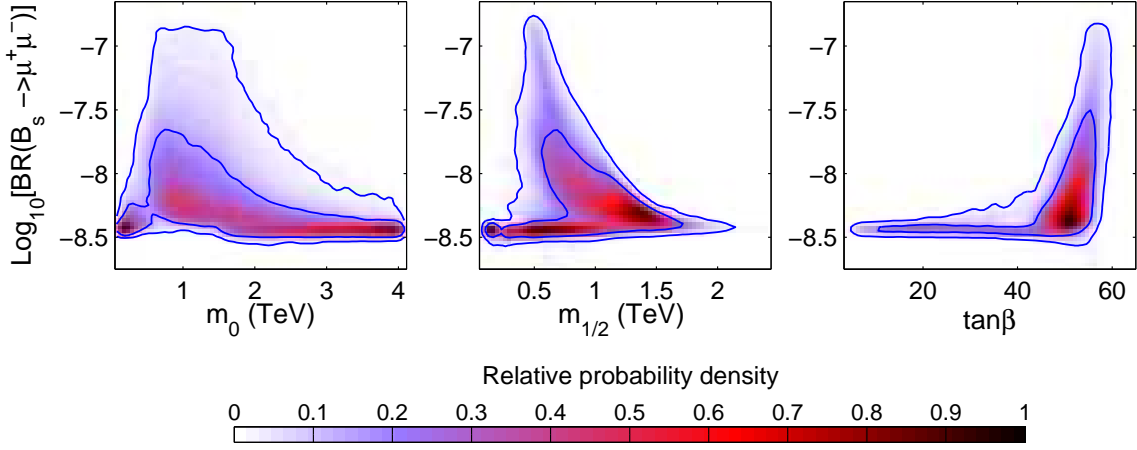 Log10[BR(Bs ->μ+μ−)]
−7
−7.5
−8
−8.5
1 2 3 4
m0 (TeV)
−7
−7.5
−8
−8.5
0.5 1 1.5 2
m1/2 (TeV)
−7
−7.5
−8
−8.5
20 40 60
tanβ
Relative probability density
0 0.1 0.2 0.3 0.4 0.5 0.6 0.7 0.8 0.9 1